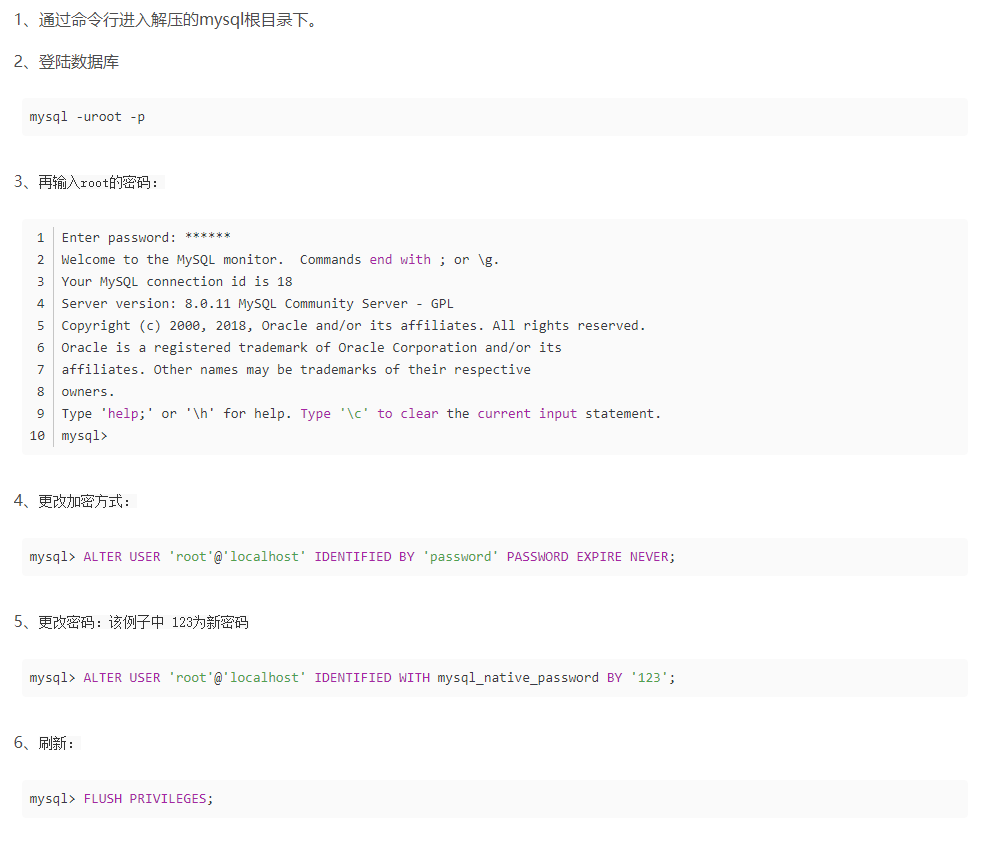 1、通过命令行进入解压的mysql根目录下。
2、登陆数据库
mysql -uroot -p
3、再输入root的密码：
1 Enter password: ******
2 Welcome to the MySQL monitor.  Commands end with ; or \g.
3 Your MySQL connection id is 18
4 Server version: 8.0.11 MySQL Community Server - GPL
5 Copyright (c) 2000, 2018, Oracle and/or its affiliates. All rights reserved.
6 Oracle is a registered trademark of Oracle Corporation and/or its
7 affiliates. Other names may be trademarks of their respective
8 owners.
9 Type 'help;' or '\h' for help. Type '\c' to clear the current input statement.
10 mysql>
4、更改加密方式：
mysql> ALTER USER 'root'@'localhost' IDENTIFIED BY 'password' PASSWORD EXPIRE NEVER;
5、更改密码：该例子中 123为新密码
mysql> ALTER USER 'root'@'localhost' IDENTIFIED WITH mysql_native_password BY '123';
6、刷新：
mysql> FLUSH PRIVILEGES;